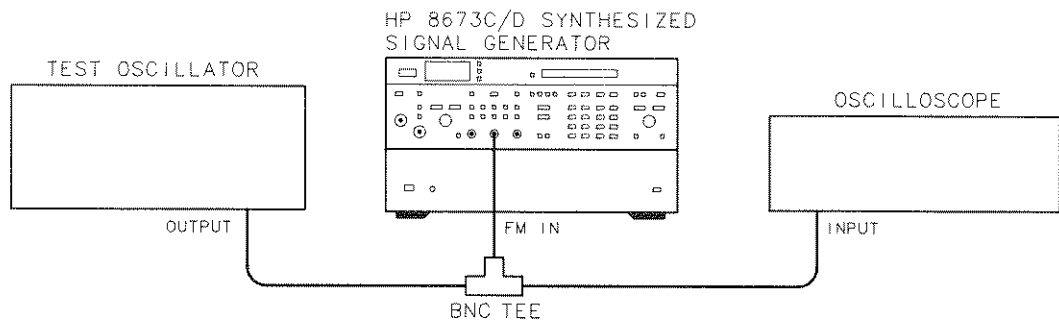 HP 8673C/D SYNTHESIZED
SIGNAL GENERATOR
TEST OSCILLATOR
OSCILLOSCOPE
OUTPUT
FM IN
INPUT
BNC TEE